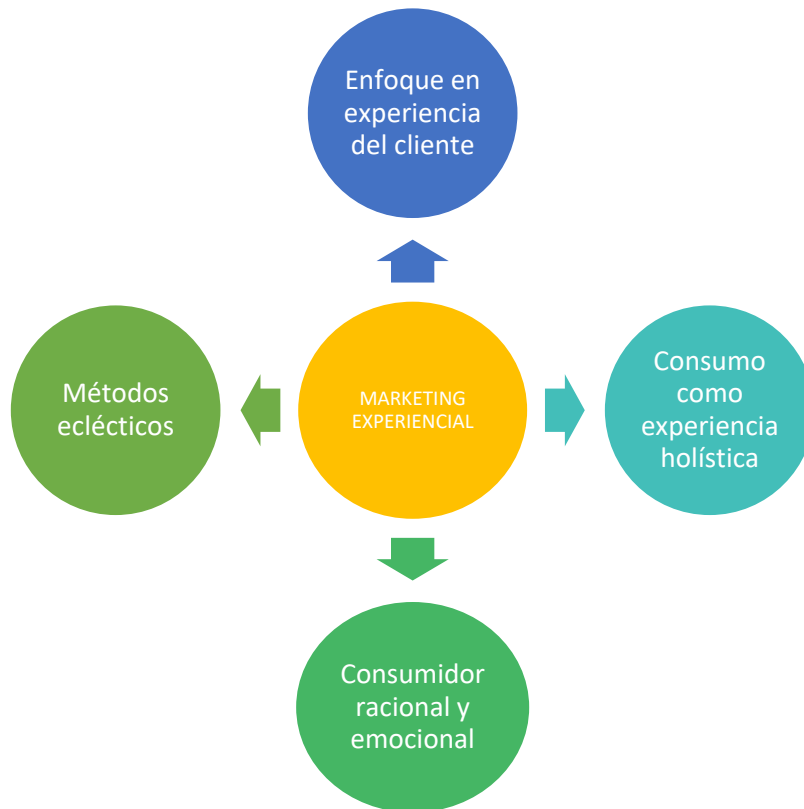 Enfoque en
experiencia
del cliente
Métodos
eclécticos
MARKETING
EXPERIENCIAL
Consumo
como
experiencia
holística
Consumidor
racional y
emocional